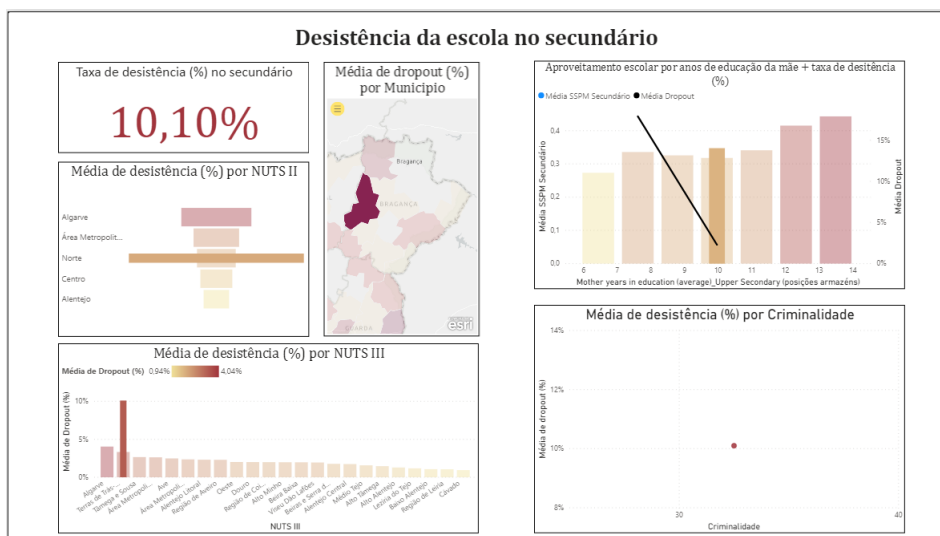 Desistência da escola no secundário
Taxa de desistência (%) no secundário
10,10%
Média de dropout (%)
por Municipio
Bragança
BRAGANÇA
GUARDA
esri
Média de desistência (%) por NUTS II
Algarve
Área Metropolit...
Norte
Centro
Alentejo
Média de desistência (%) por NUTS III
Média de Dropout (%) 0,94% 4,04%
Média de Dropout (%)
10%
5%
0%
Algarve
Terras de Trás-...
Tâmega e Sousa
Área Metropoli...
Ave
Área Metropoli...
Alentejo Litoral
Região de Aveiro
Oeste
Douro
Região de Coi...
Alto Minho
Beira Baixa
Viseu Dão Lafões
Beiras e Serra d...
Alentejo Central
Médio Tejo
Alto Tâmega
Alto Alentejo
Lezíria do Tejo
Baixo Alentejo
Região de Leiria
Cávado
NUTS III
Aproveitamento escolar por anos de educação da mãe + taxa de desitência
(%)
Média SSPM Secundário Média Dropout
Média SSPM Secundário
0,4
0,3
0,2
0,1
0,0
15%
10%
5%
0%
Média Dropout
6 7 8 9 10 11 12 13 14
Mother years in education (average)_Upper Secondary (posições armazéns)
Média de desistência (%) por Criminalidade
Média de dropout (%)
14%
12%
10%
8%
30 40
Criminalidade